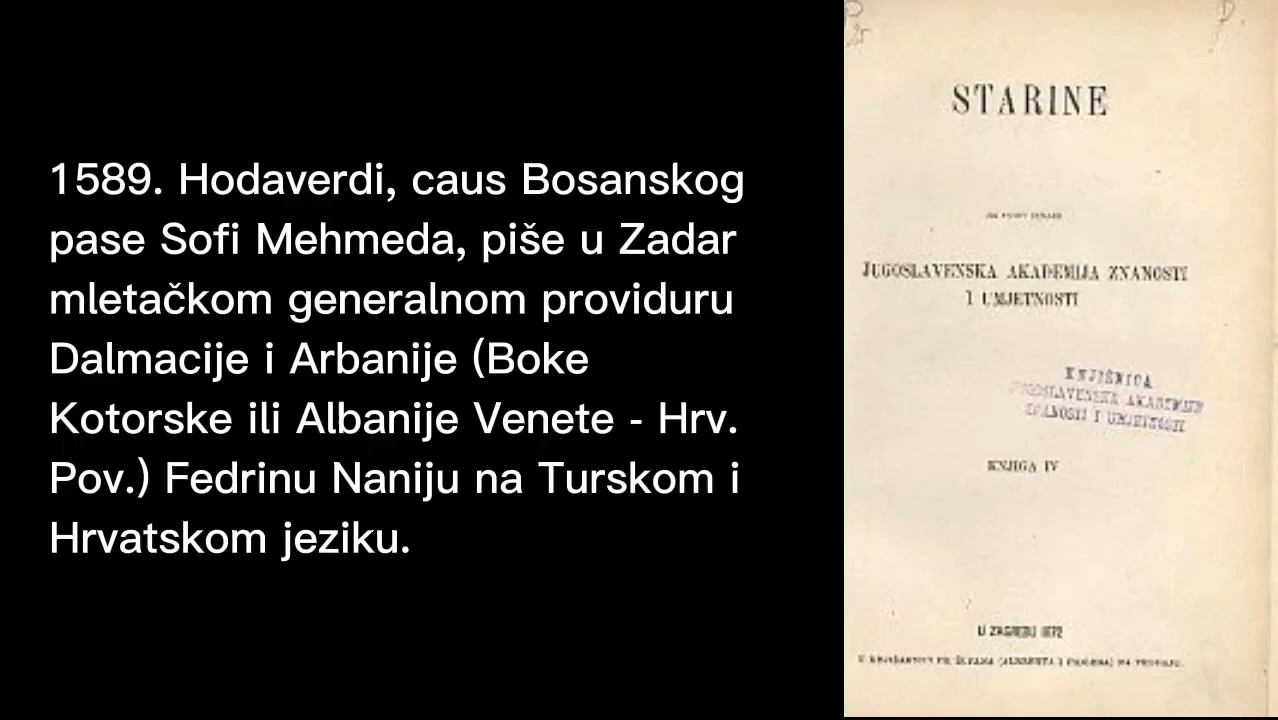 1589. Hodaverdi, caus Bosanskog
pase Sofi Mehmeda, piše u Zadar
mletačkom generalnom providuru
Dalmacije i Arbanije (Boke
Kotorske ili Albanije Venete - Hrv.
Pov.) Fedrinu Naniju na Turskom i
Hrvatskom jeziku.
STARINE
JUGOSLAVENSKA AKADEMIJA ZNANOSTI
I UMJETNOSTI
KNJIŽNICA
JUGOSLAVENSKE AKADEMIJE
ZNANOSTI I UMJETNOSTI
KNJIGA IV
U ZAGREBU 1872